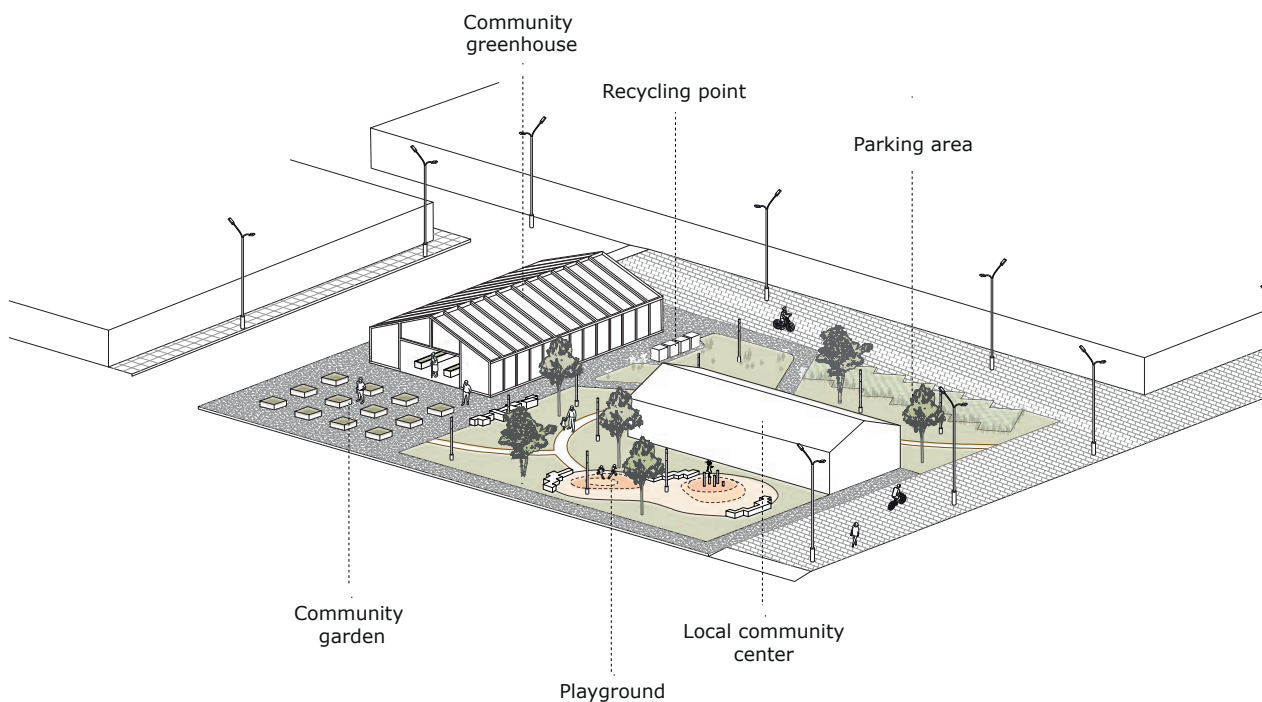 Community
greenhouse
Recycling point
Parking area
Community
garden
Local community
center
Playground